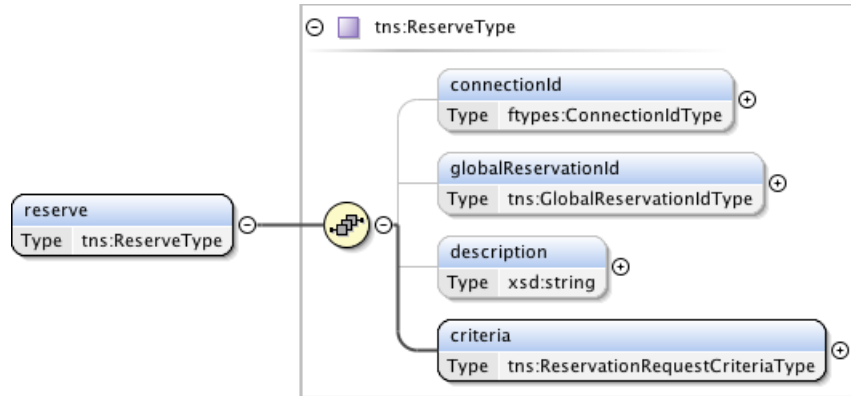 tns:ReserveType
connectionId
Type ftypes:ConnectionIdType
globalReservationId
Type tns:GlobalReservationIdType
reserve
Type tns:ReserveType
description
Type xsd:string
criteria
Type tns:ReservationRequestCriteriaType